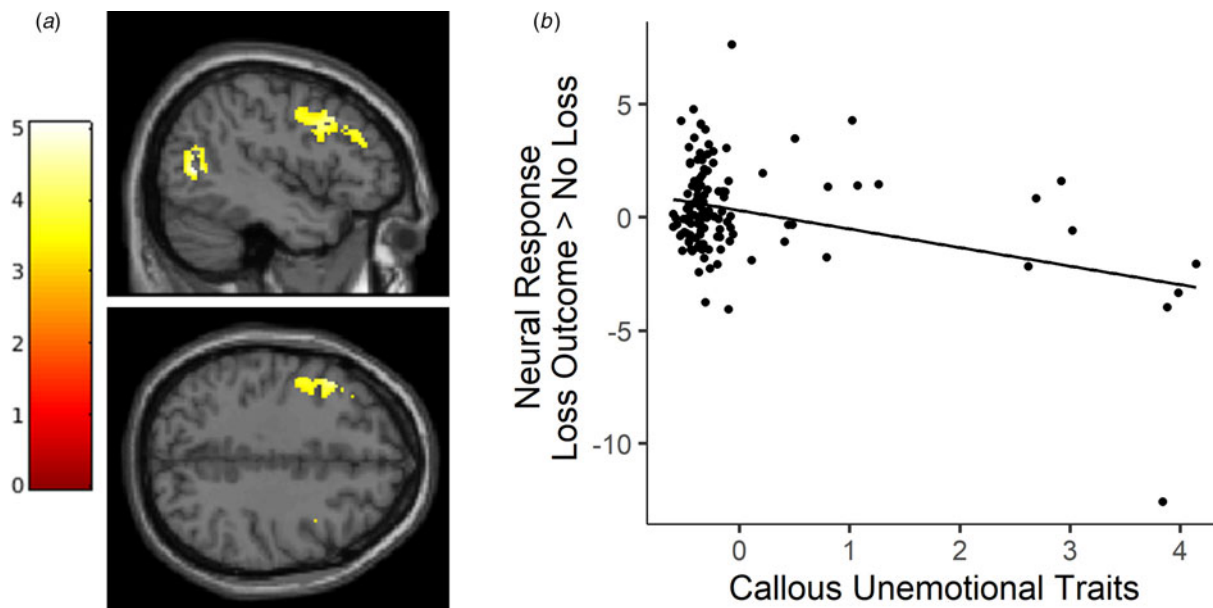 (a)
5
4
3
2
1
0
(b)
Neural Response
Loss Outcome > No Loss
5
0
-5
-10
0 1 2 3 4
Callous Unemotional Traits